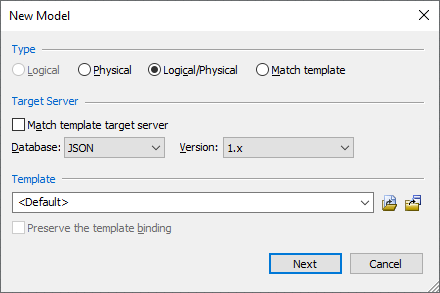 New Model
Type
Logical Physical Logical/Physical Match template
Target Server
Match template target server
Database: JSON Version: 1.x
Template
<Default>
Preserve the template binding
Next Cancel